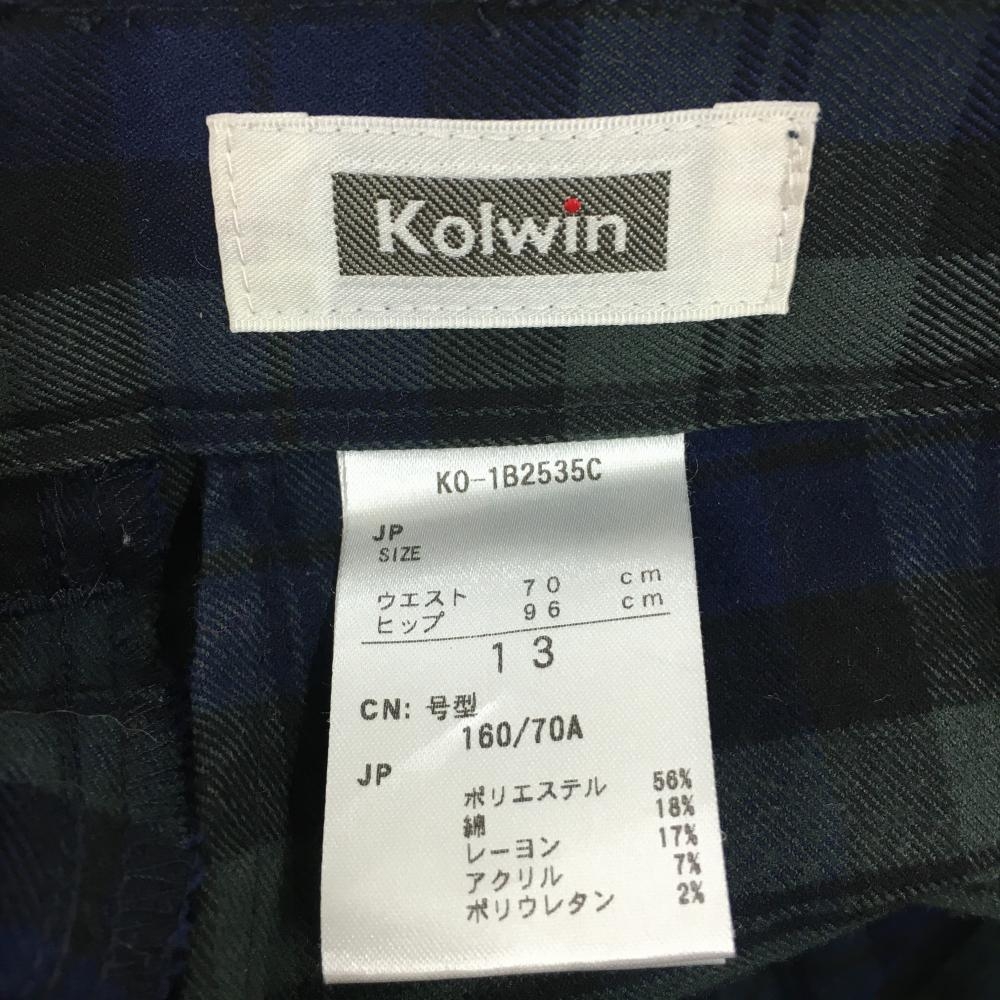 Kolwin
KO-1B2535C
JP
SIZE
ウエスト 70 cm
ヒップ 96 cm
13
CN: 号型
160/70A
JP
ポリエステル 56%
綿 18%
レーヨン 17%
アクリル 7%
ポリウレタン 2%